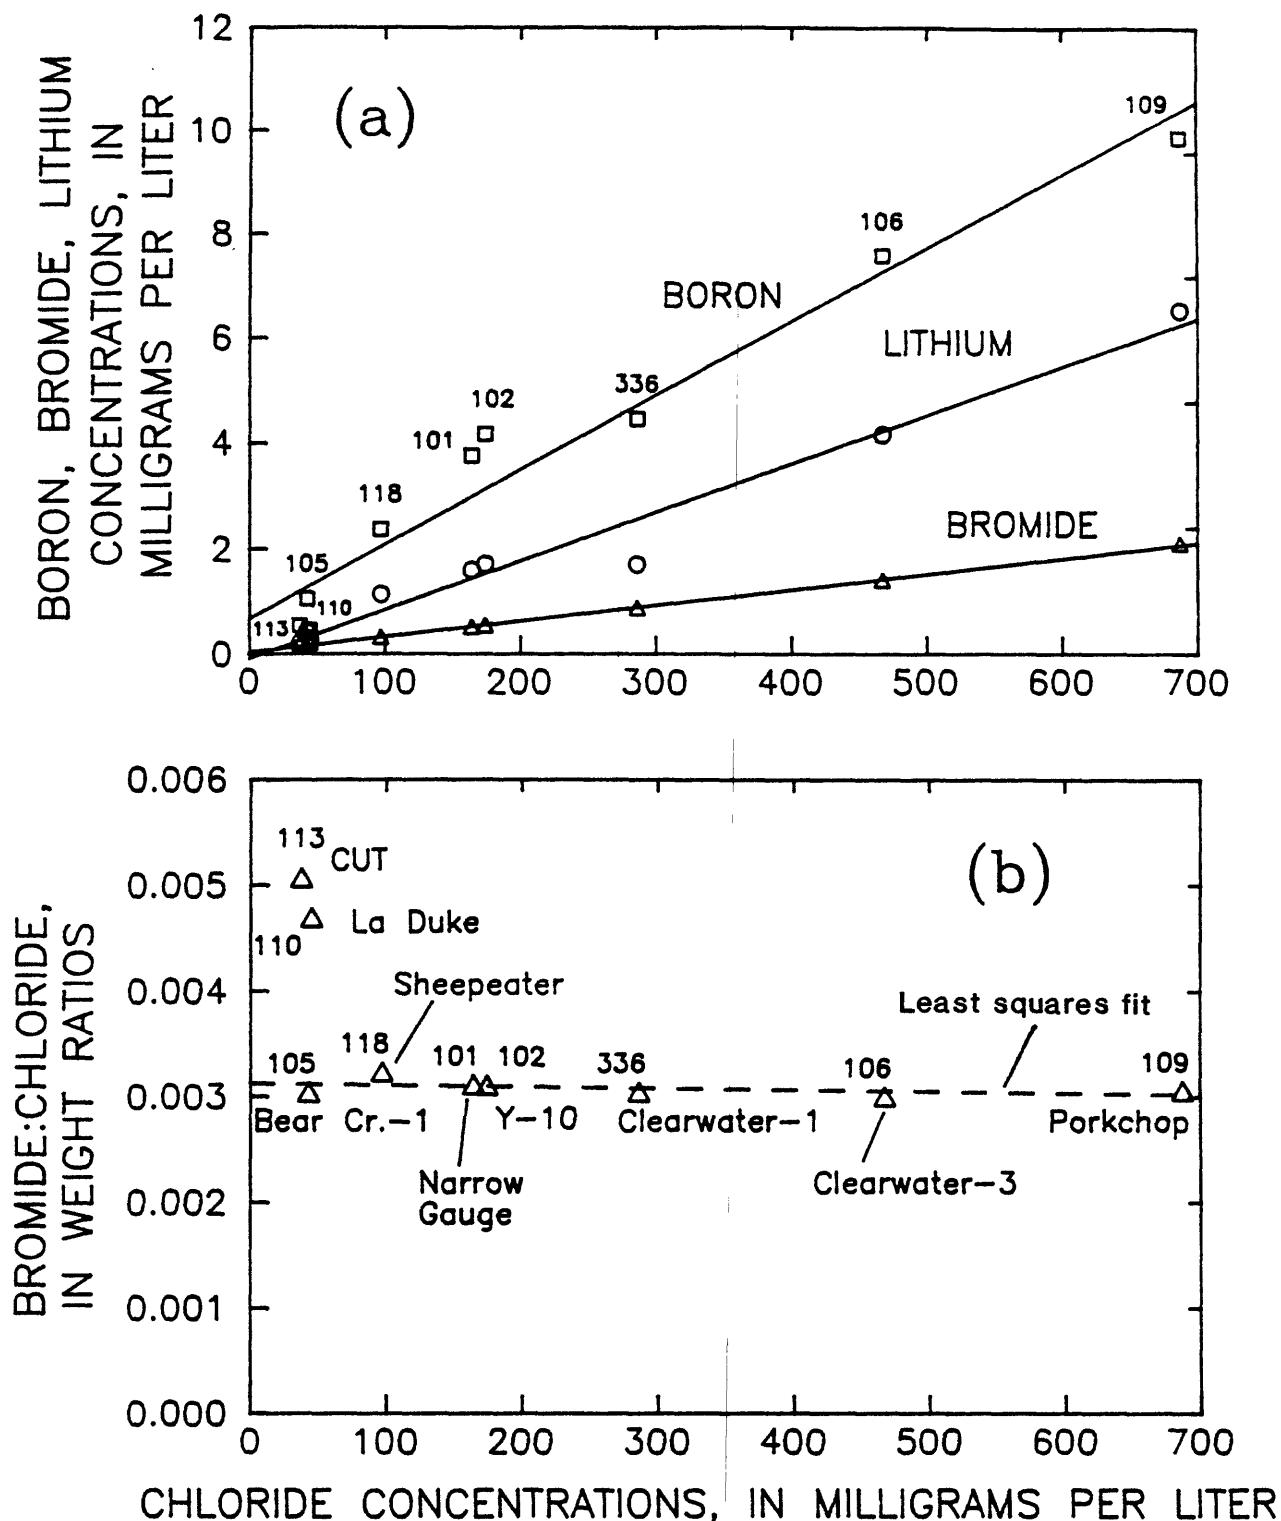 BORON, BROMIDE, LITHIUM
CONCENTRATIONS, IN
MILLIGRAMS PER LITER
12
10
8
6
4
2
0
(a)
109
106
BORON
LITHIUM
336
102
101
118
BROMIDE
105
110
113
0 100 200 300 400 500 600 700
BROMIDE:CHLORIDE,
IN WEIGHT RATIOS
0.006
0.005
0.004
0.003
0.002
0.001
0.000
113
CUT
(b)
La Duke
110
Sheepeater
Least squares fit
118
105
101 102
336
106
109
Bear Cr.-1
Y-10
Clearwater-1
Porkchop
Narrow
Gauge
Clearwater-3
0 100 200 300 400 500 600 700
CHLORIDE CONCENTRATIONS, IN MILLIGRAMS PER LITER